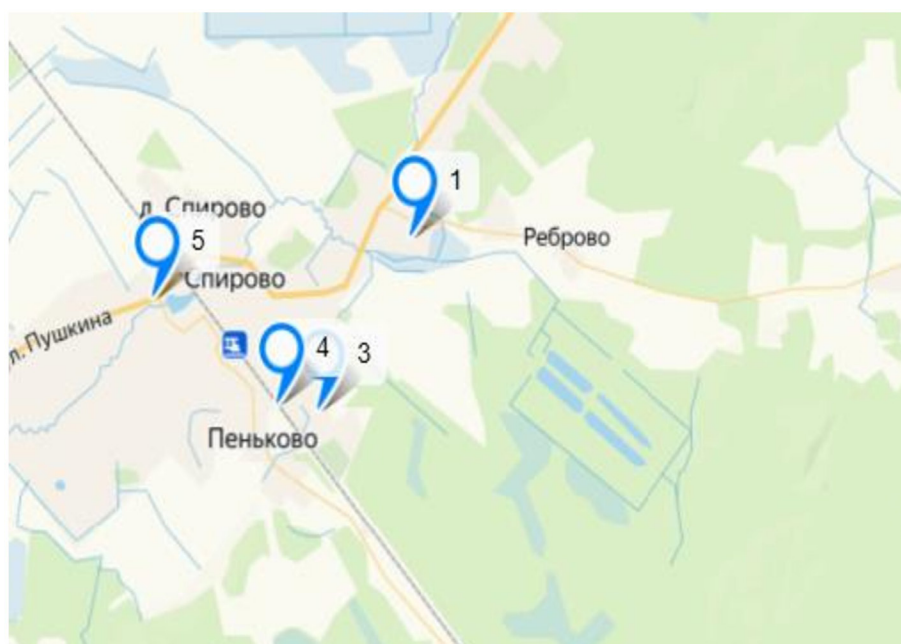 1
д. Спирово
Реброво
5
Спирово
л. Пушкина
4
3
Пеньково